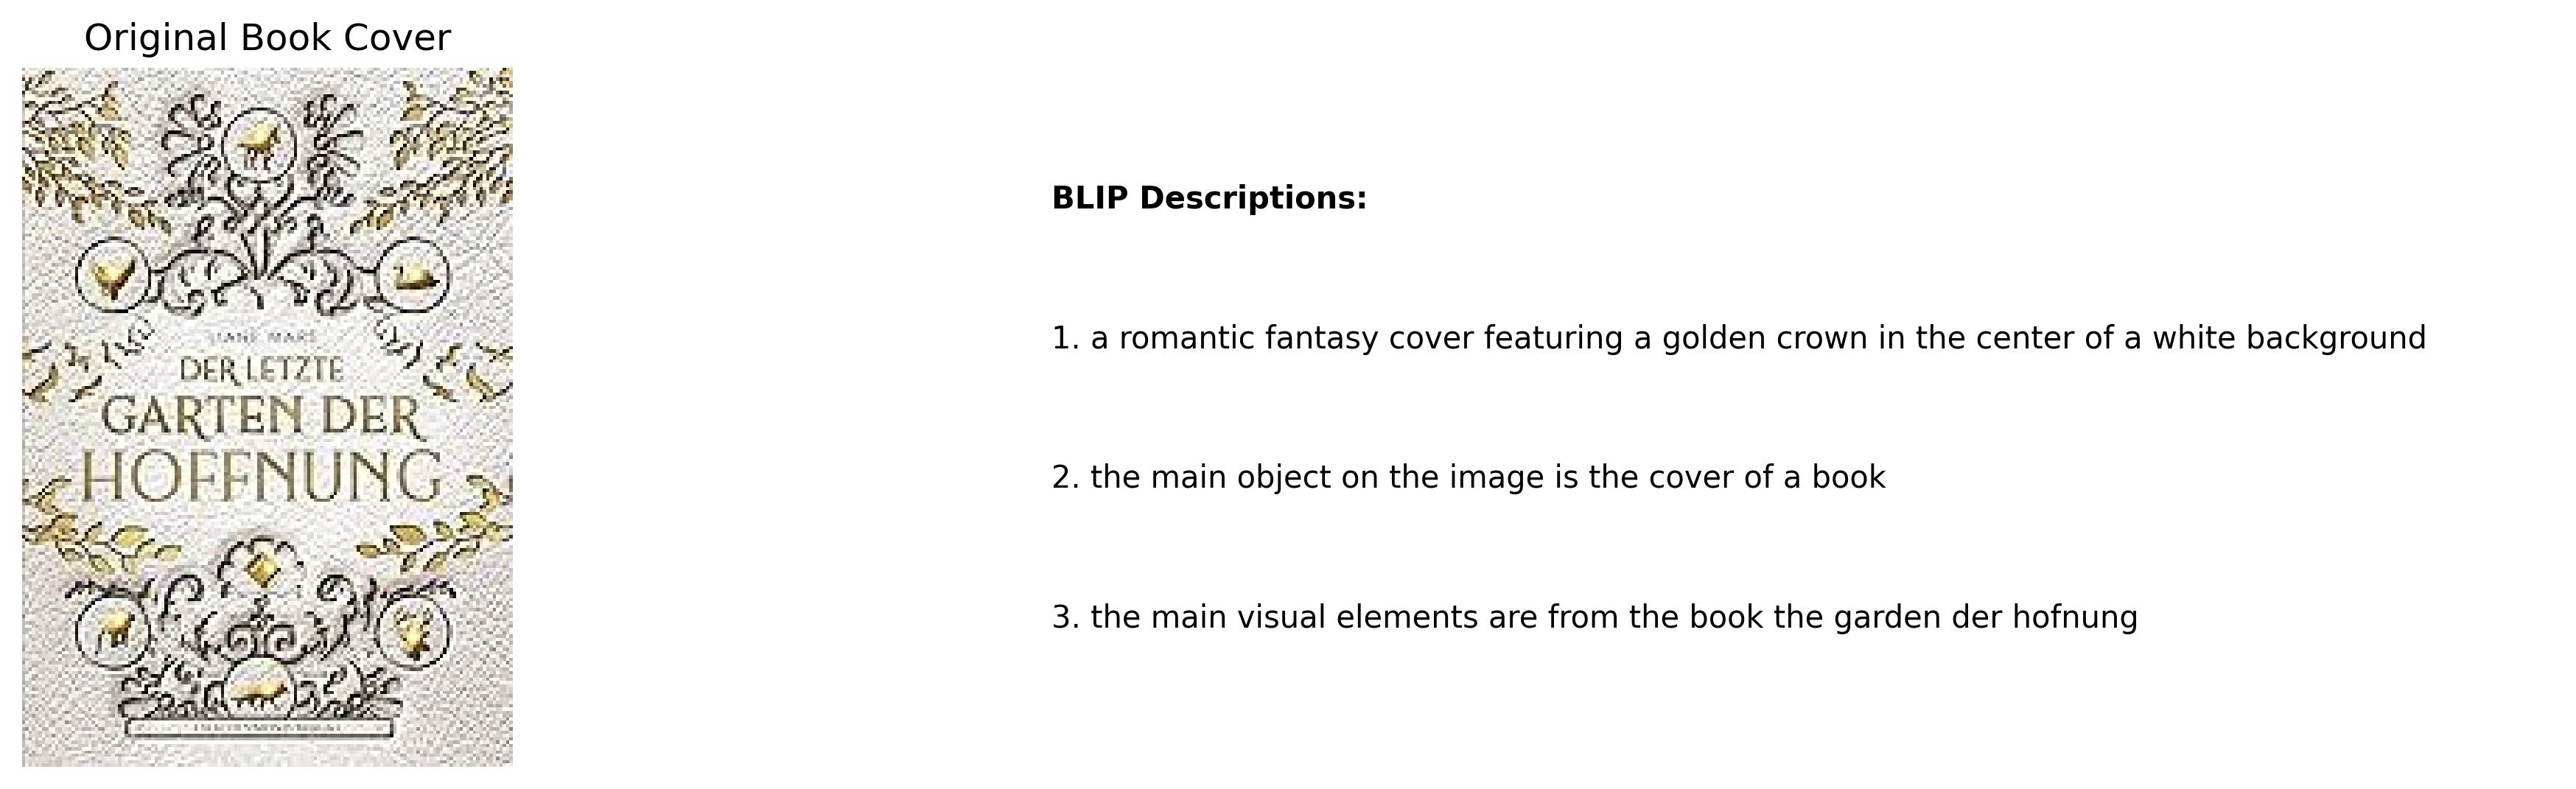 Original Book Cover
DER LETZTE
GARTEN DER
HOFFNUNG
BLIP Descriptions:
1. a romantic fantasy cover featuring a golden crown in the center of a white background
2. the main object on the image is the cover of a book
3. the main visual elements are from the book the garden der hofnung